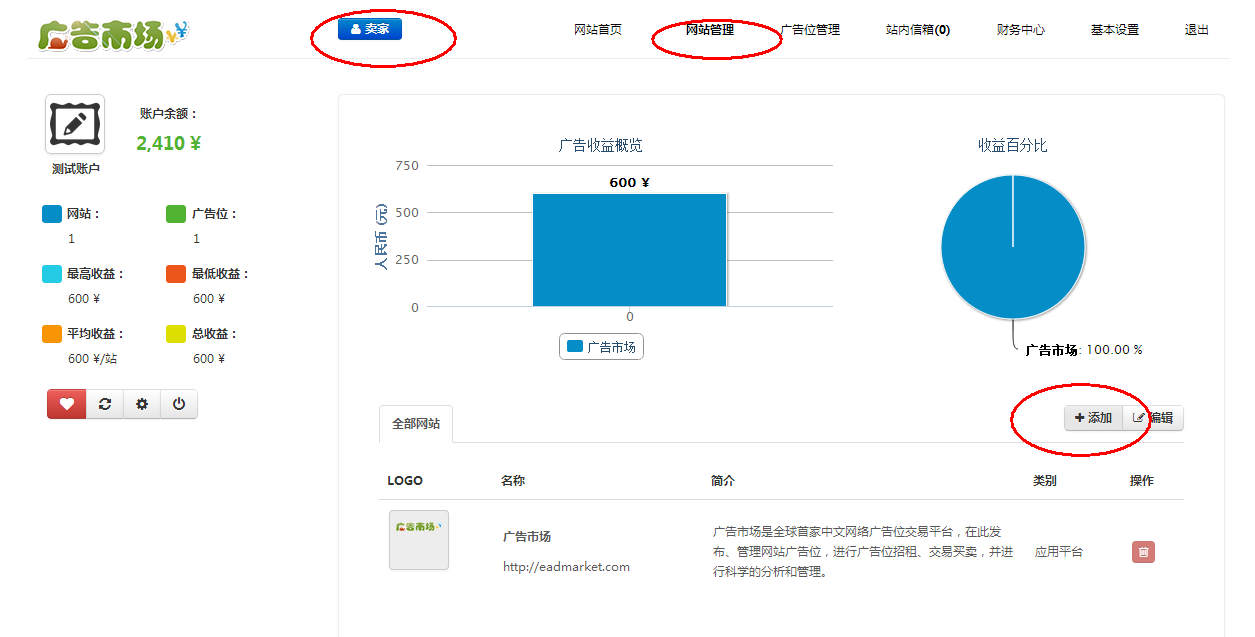 广告市场 ¥¥
卖家
网站首页
网站管理
广告位管理
站内信箱(0)
财务中心
基本设置
退出
账户余额：
2,410 ¥
测试账户
网站：
1
广告位：
1
最高收益：
600 ¥
最低收益：
600 ¥
平均收益：
600 ¥/站
总收益：
600 ¥
广告收益概览
人民币 (元)
750
500
250
0
600 ¥
0
广告市场
收益百分比
广告市场: 100.00 %
全部网站
添加
编辑
LOGO 名称 简介 类别 操作
广告市场
广告市场
http://eadmarket.com
广告市场是全球首家中文网络广告位交易平台，在此发
布、管理网站广告位，进行广告位招租、交易买卖，并进
行科学的分析和管理。
应用平台